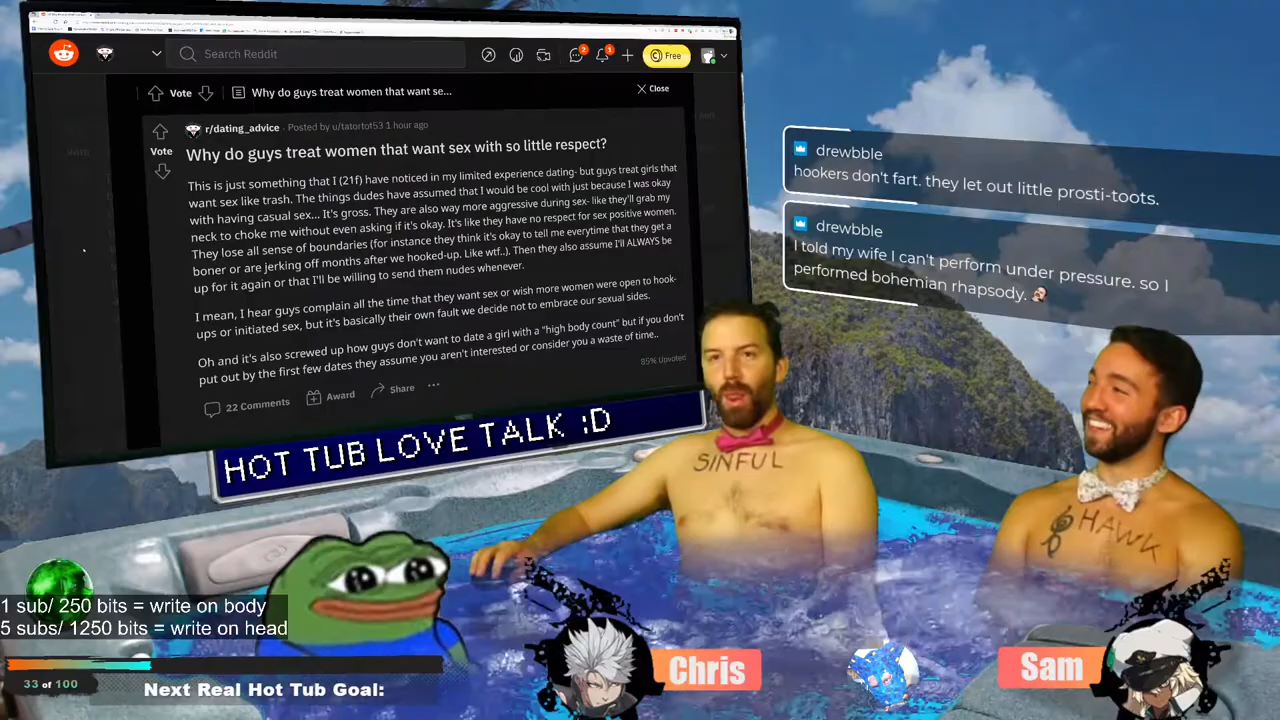 Search Reddit
2
1
Free
Vote
Why do guys treat women that want se...
Close
r/dating_advice · Posted by u/tatortot53 1 hour ago
Vote
Why do guys treat women that want sex with so little respect?
This is just something that I (21f) have noticed in my limited experience dating- but guys treat girls that
want sex like trash. The things dudes have assumed that I would be cool with just because I was okay
with having casual sex... It's gross. They are also way more aggressive during sex- like they'll grab my
neck to choke me without even asking if it's okay. It's like they have no respect for sex positive women.
They lose all sense of boundaries (for instance they think it's okay to tell me everytime that they get a
boner or are jerking off months after we hooked-up. Like wtf..). Then they also assume I'll ALWAYS be
up for it again or that I'll be willing to send them nudes whenever.
I mean, I hear guys complain all the time that they want sex or wish more women were open to hook-
ups or initiated sex, but it's basically their own fault we decide not to embrace our sexual sides.
Oh and it's also screwed up how guys don't want to date a girl with a "high body count" but if you don't
put out by the first few dates they assume you aren't interested or consider you a waste of time..
85% Upvoted
22 Comments
Award
Share
HOT TUB LOVE TALK :D
drewbble
hookers don't fart. they let out little prosti-toots.
drewbble
I told my wife I can't perform under pressure. so I
performed bohemian rhapsody.
SINFUL
HAWK
1 sub/ 250 bits = write on body
5 subs/ 1250 bits = write on head
33 of 100
Next Real Hot Tub Goal:
Chris
Sam